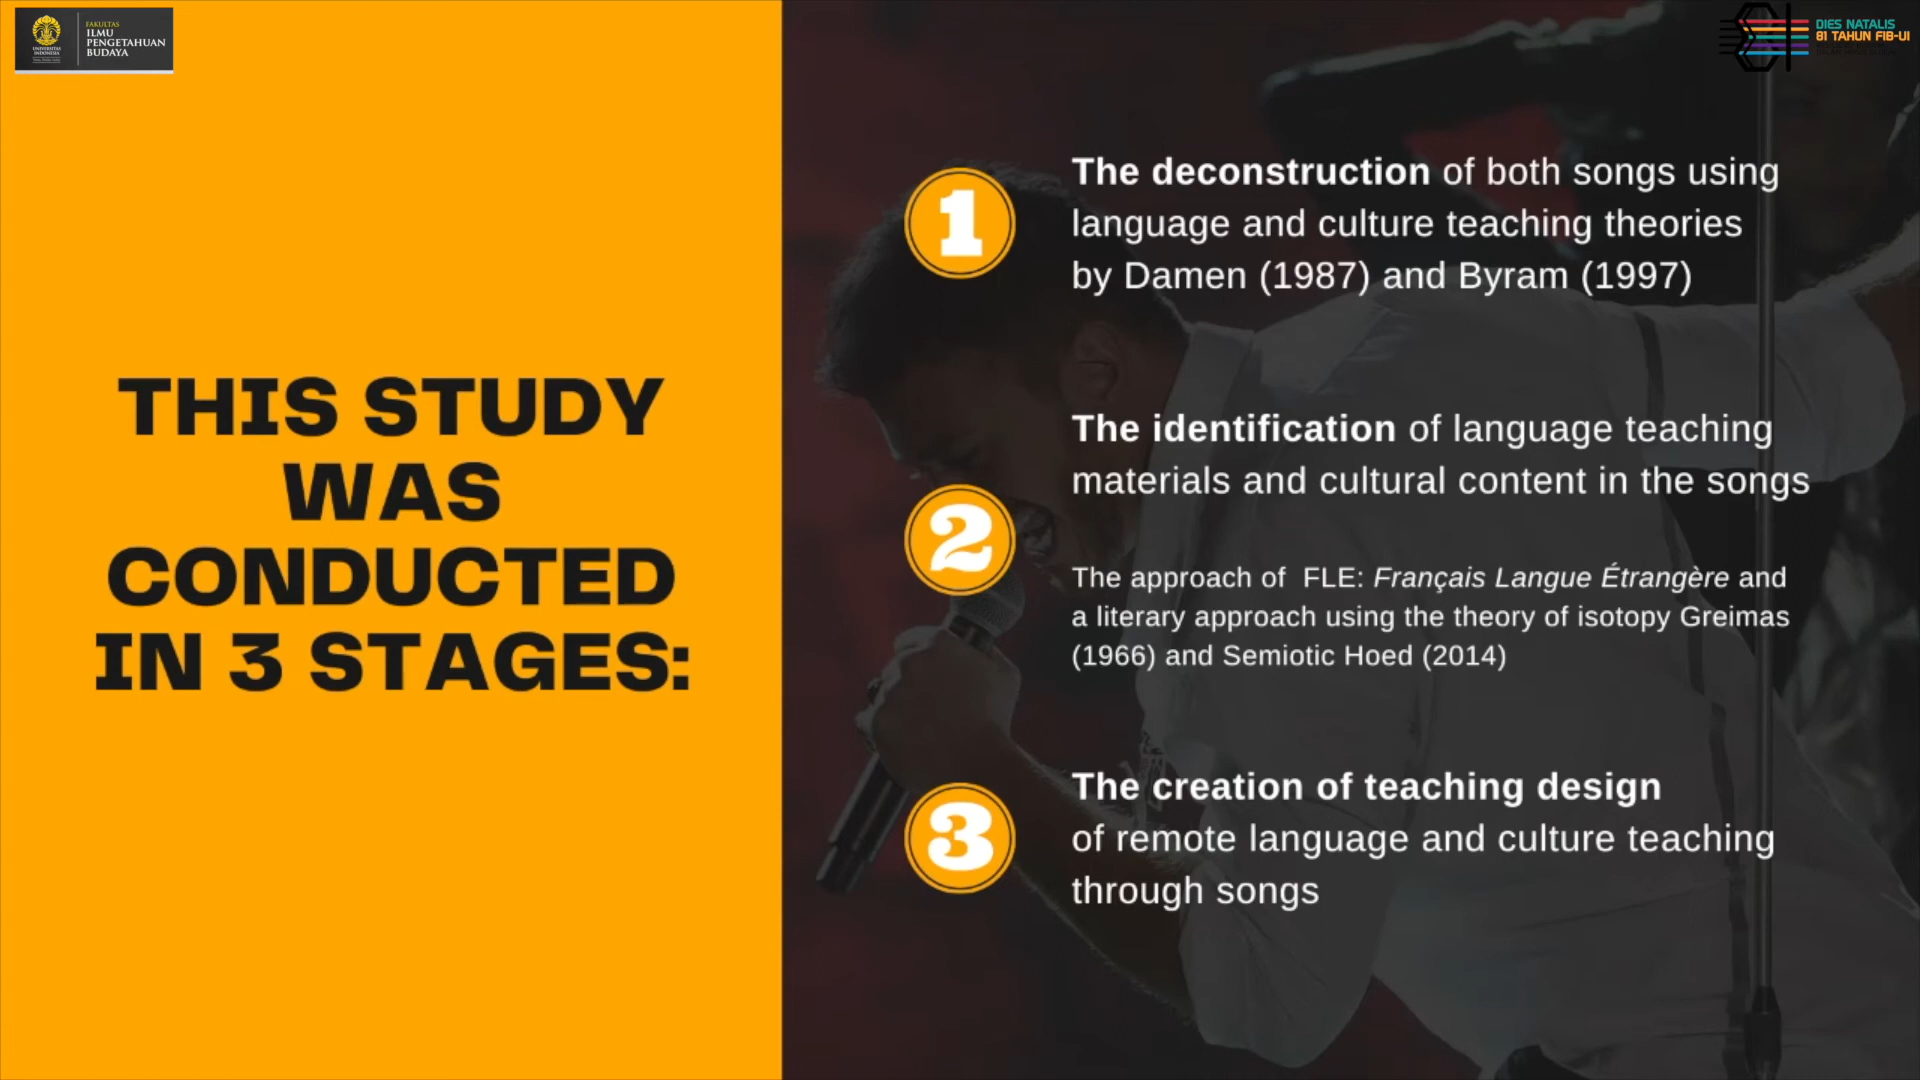 FAKULTAS
ILMU
PENGETAHUAN
BUDAYA
UNIVERSITAS
INDONESIA
DIES NATALIS
81 TAHUN FIB-UI
THIS STUDY
WAS
CONDUCTED
IN 3 STAGES:
1
The deconstruction of both songs using
language and culture teaching theories
by Damen (1987) and Byram (1997)
2
The identification of language teaching
materials and cultural content in the songs
The approach of  FLE: Français Langue Étrangère and
a literary approach using the theory of isotopy Greimas
(1966) and Semiotic Hoed (2014)
3
The creation of teaching design
of remote language and culture teaching
through songs